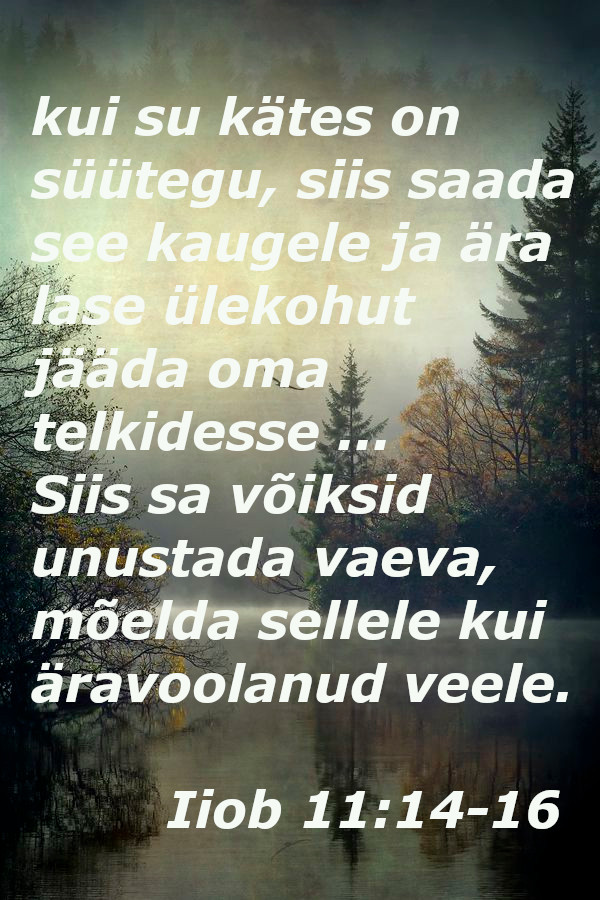 kui su kätes on
süütegu, siis saada
see kaugele ja ära
lase ülekohut
jääda oma
telkidesse ...
Siis sa võiksid
unustada vaeva,
mõelda sellele kui
äravoolanud veele.
Iiob 11:14-16